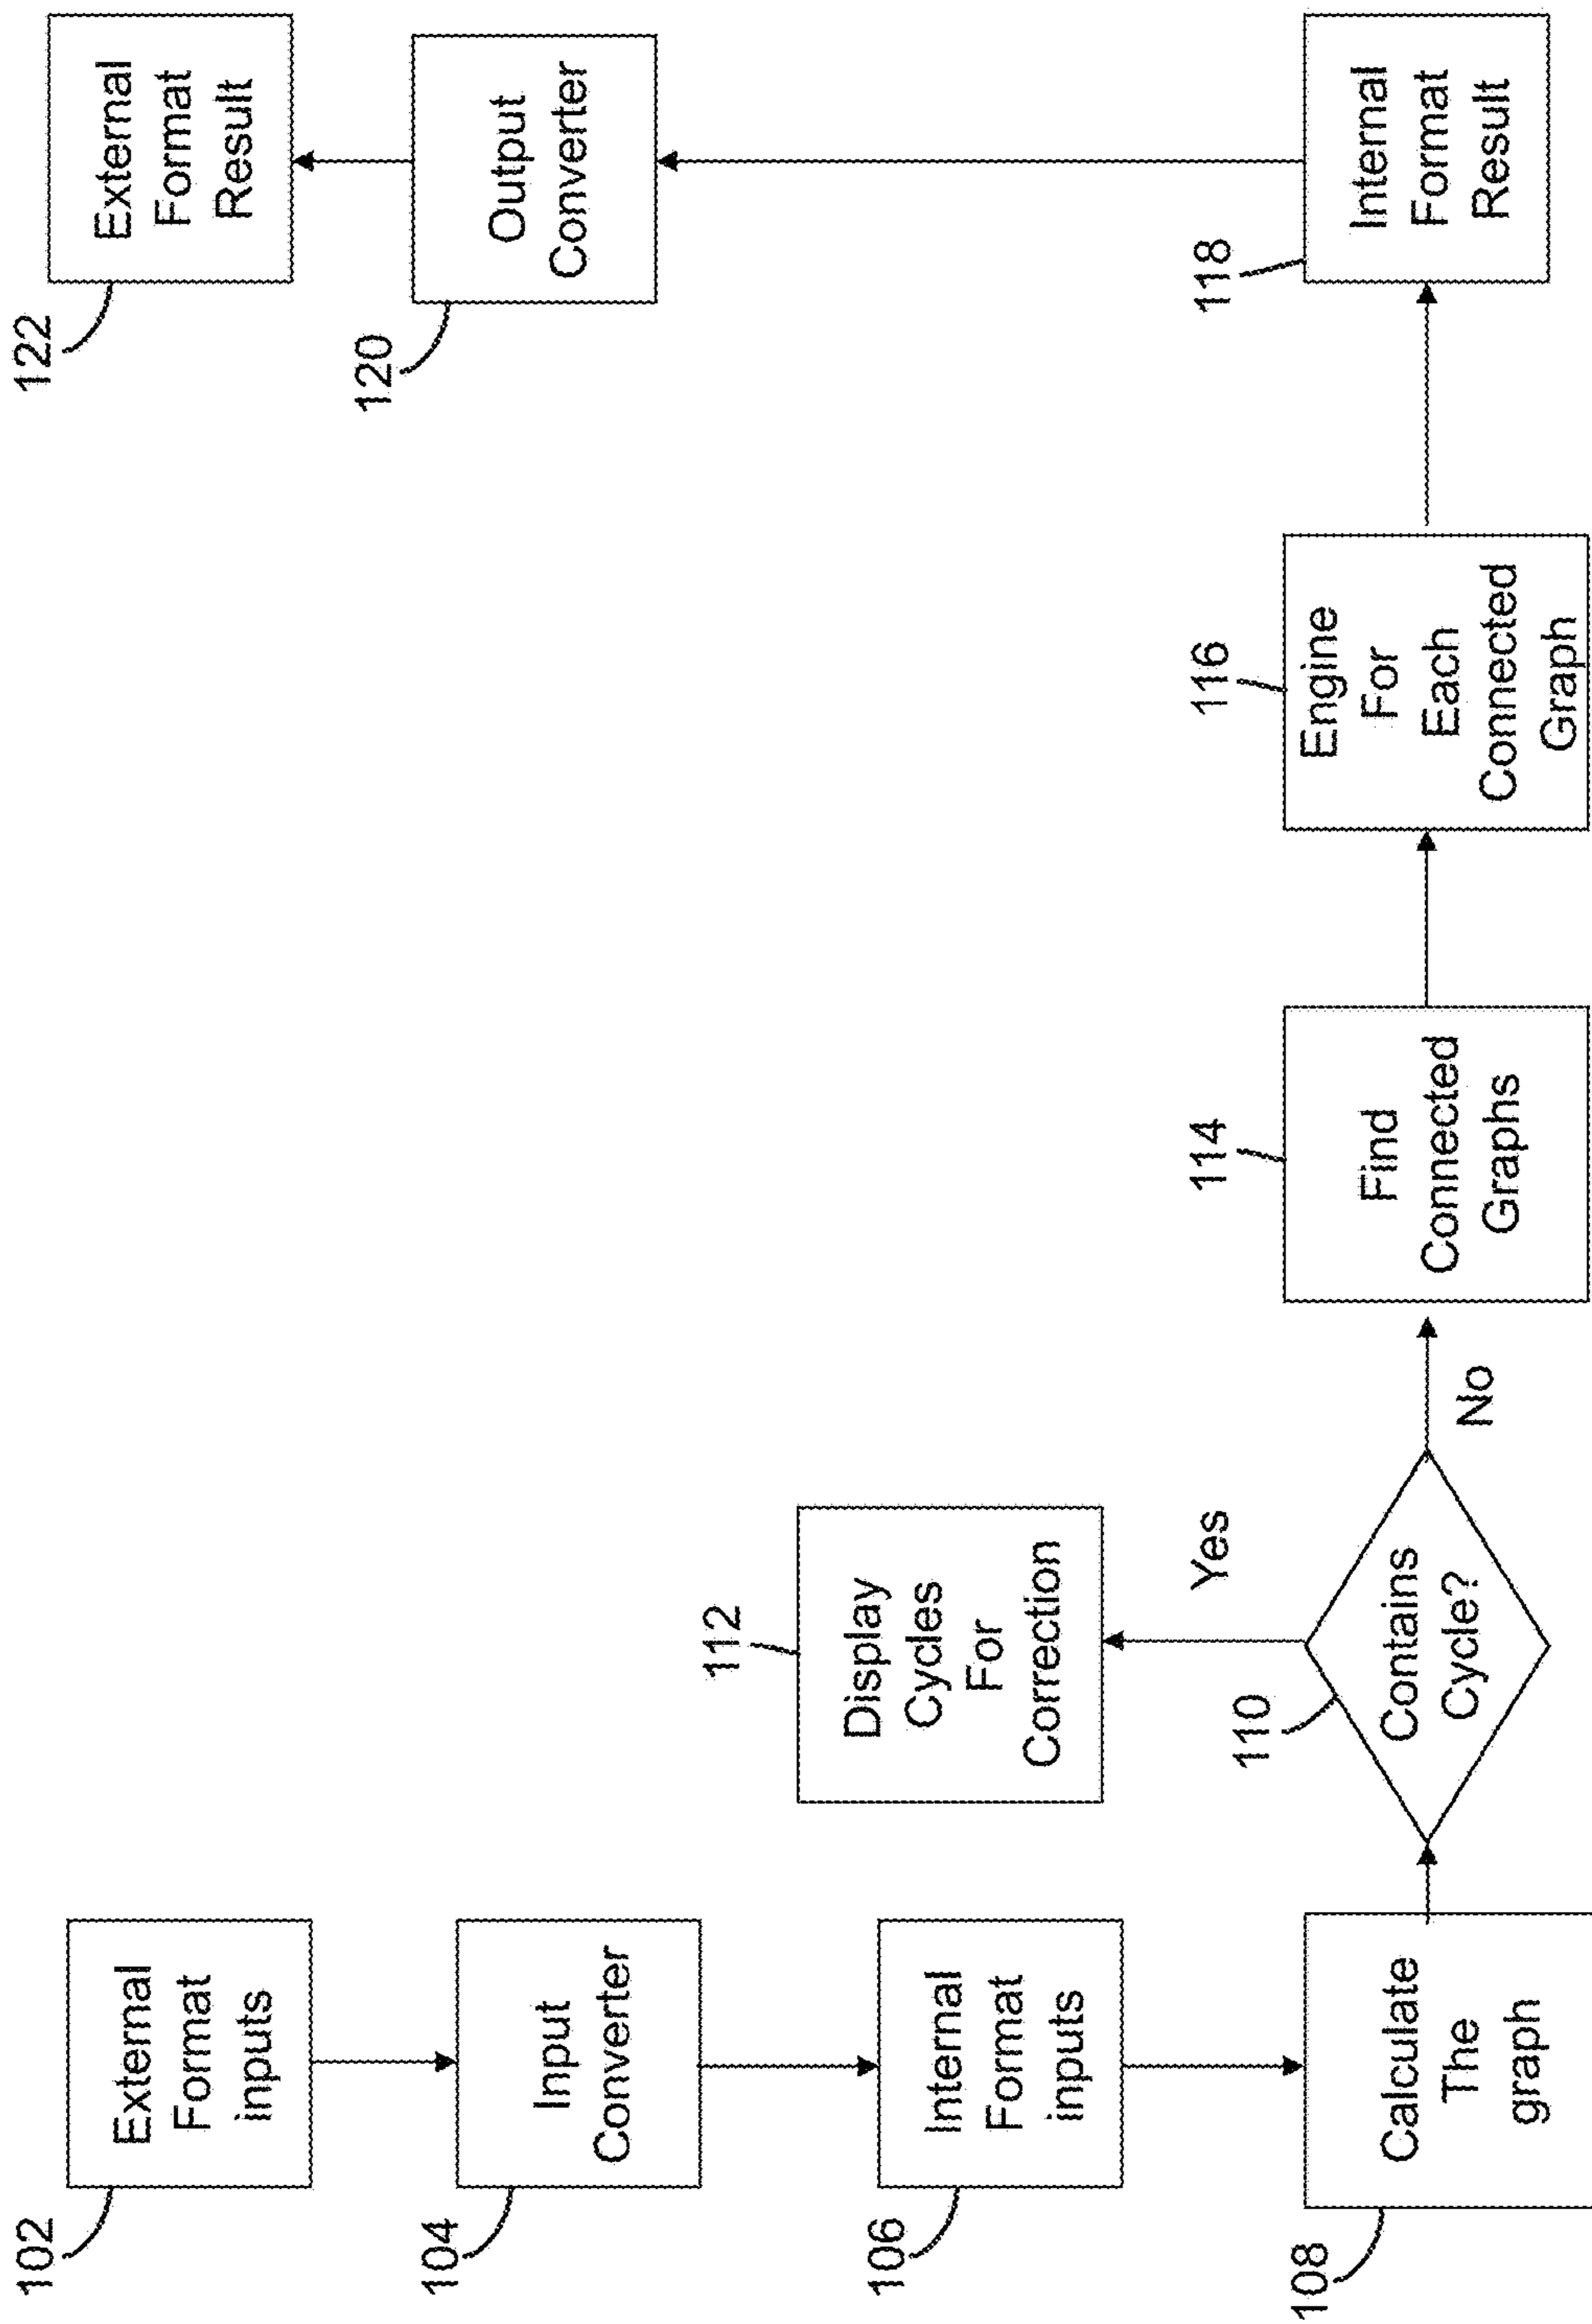 102
External
Format
inputs
104
Input
Converter
106
Internal
Format
inputs
108
Calculate
The
graph
110
Contains
Cycle?
Yes
112
Display
Cycles
For
Correction
No
114
Find
Connected
Graphs
116
Engine
For
Each
Connected
Graph
118
Internal
Format
Result
120
Output
Converter
122
External
Format
Result